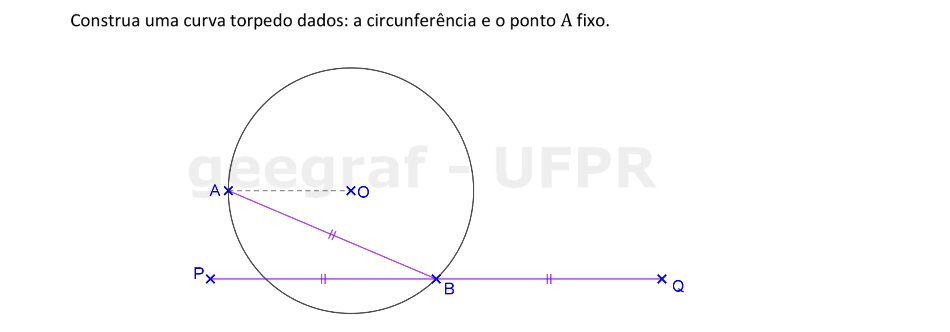 Construa uma curva torpedo dados: a circunferência e o ponto A fixo.
geegraf - UFPR
A
O
P
B
Q